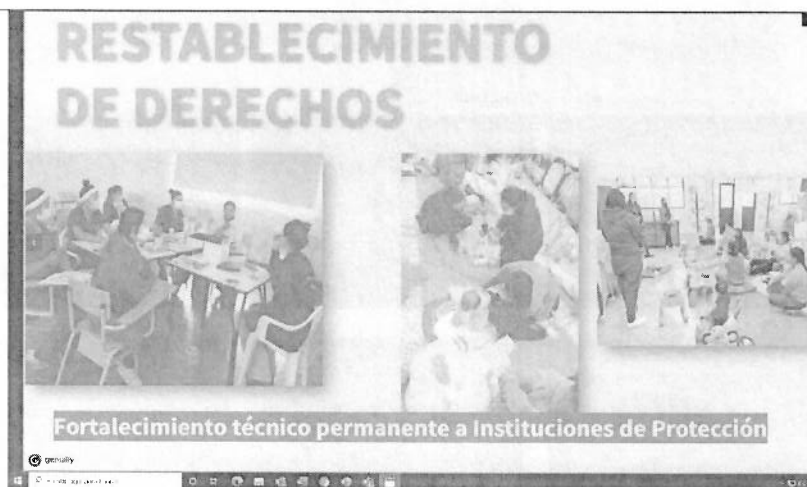 RESTABLECIMIENTO
DE DERECHOS
Fortalecimiento técnico permanente a Instituciones de Protección
genially